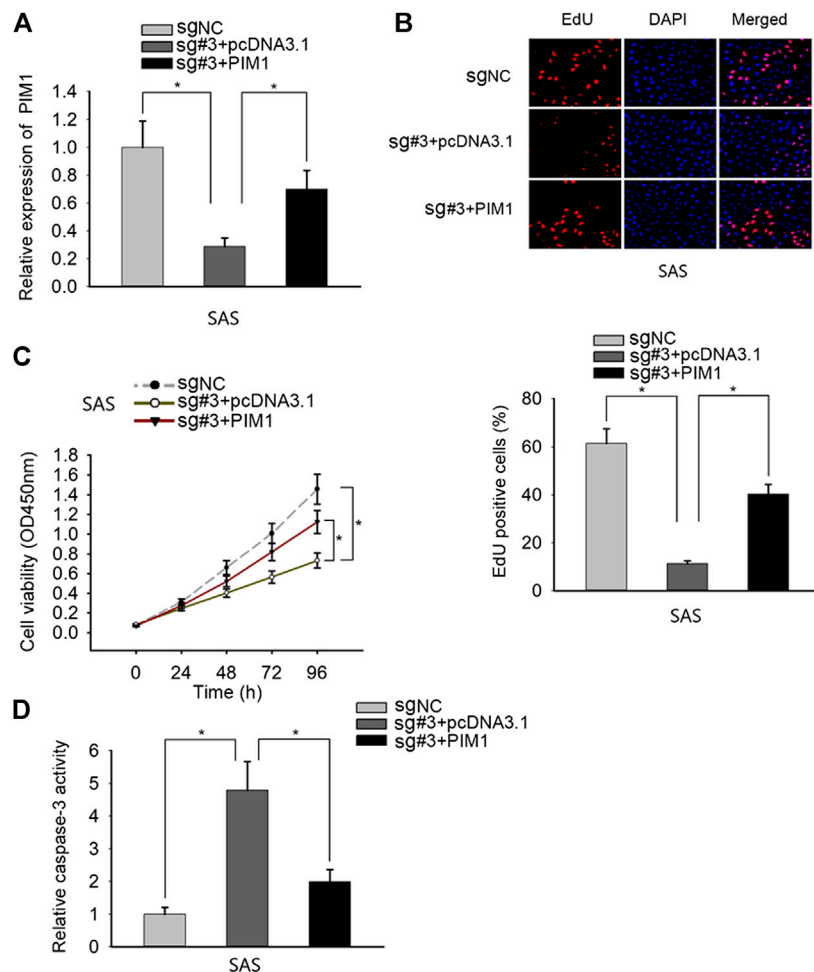 A
sgNC
sg#3+pcDNA3.1
sg#3+PIM1
Relative expression of PIM1
1.4
1.2
1.0
0.8
0.6
0.4
0.2
0.0
*
*
SAS
B
EdU DAPI Merged
sgNC
sg#3+pcDNA3.1
sg#3+PIM1
SAS
sgNC
sg#3+pcDNA3.1
sg#3+PIM1
EdU positive cells (%)
80
60
40
20
0
*
*
SAS
C
SAS
sgNC
sg#3+pcDNA3.1
sg#3+PIM1
Cell viability (OD450nm)
1.8
1.6
1.4
1.2
1.0
0.8
0.6
0.4
0.2
0.0
*
*
0 24 48 72 96
Time (h)
D
sgNC
sg#3+pcDNA3.1
sg#3+PIM1
Relative caspase-3 activity
6
5
4
3
2
1
0
*
*
SAS